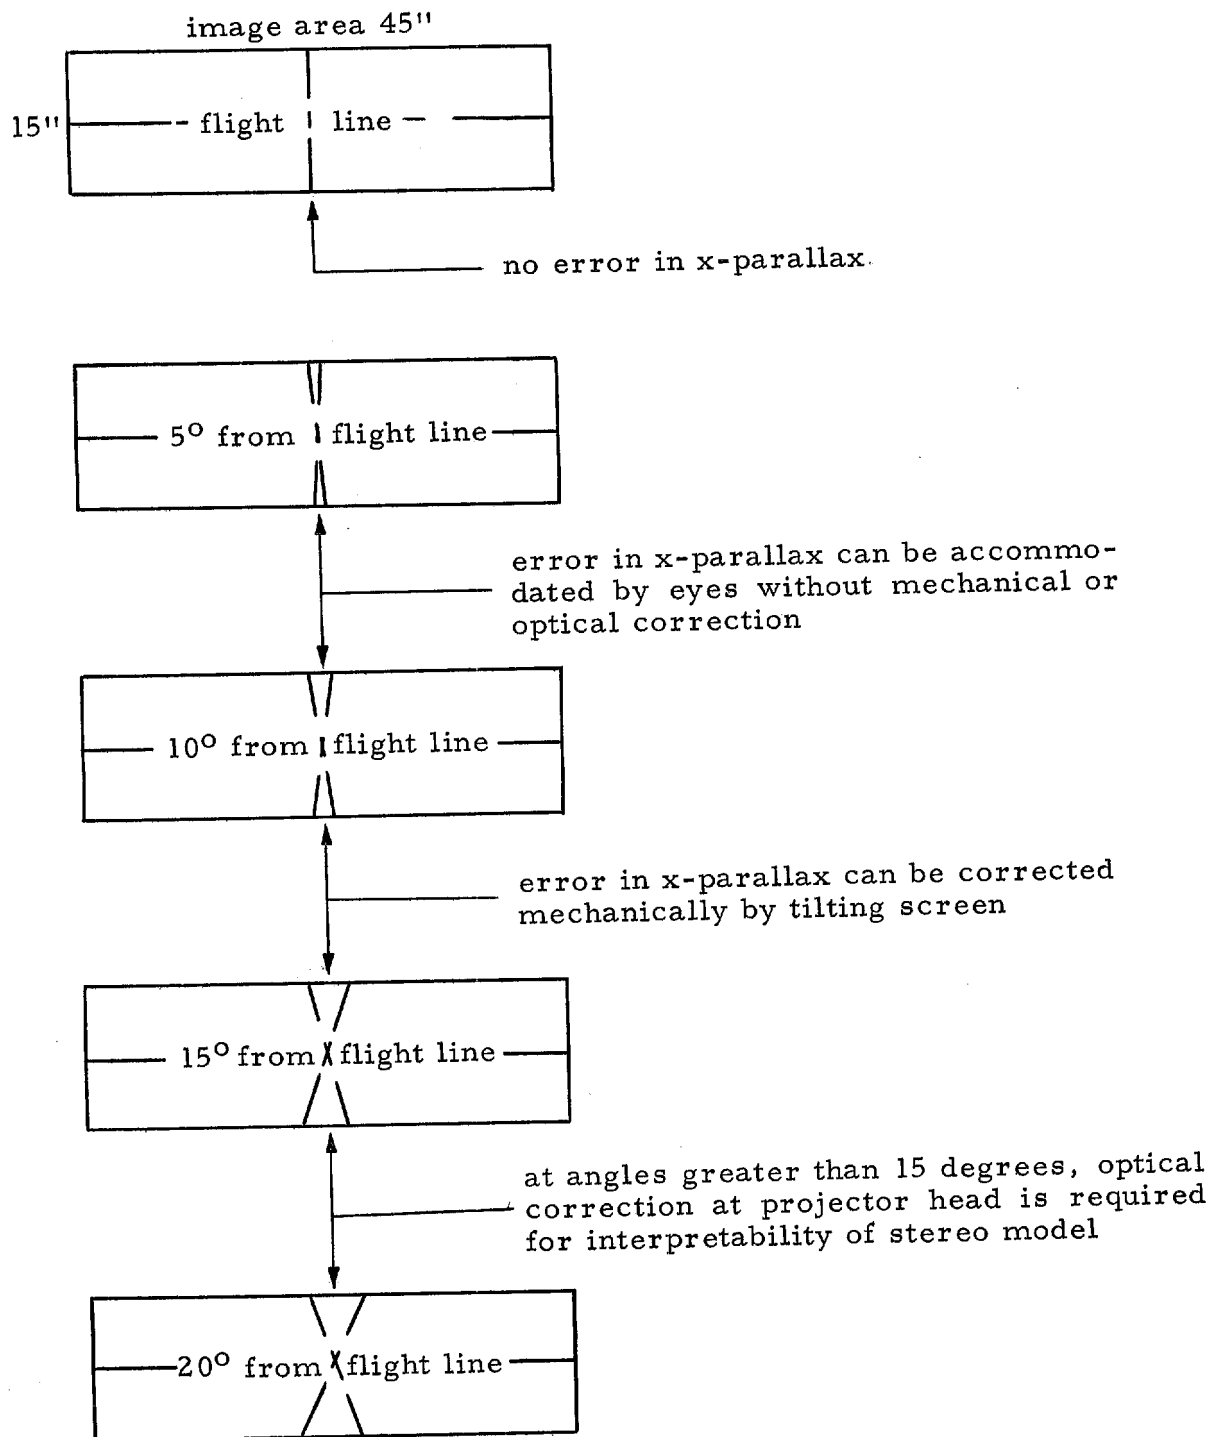 image area 45"
15"
- flight line -
no error in x-parallax
5° from flight line
error in x-parallax can be accommo-
dated by eyes without mechanical or
optical correction
10° from flight line
error in x-parallax can be corrected
mechanically by tilting screen
15° from flight line
at angles greater than 15 degrees, optical
correction at projector head is required
for interpretability of stereo model
20° from flight line